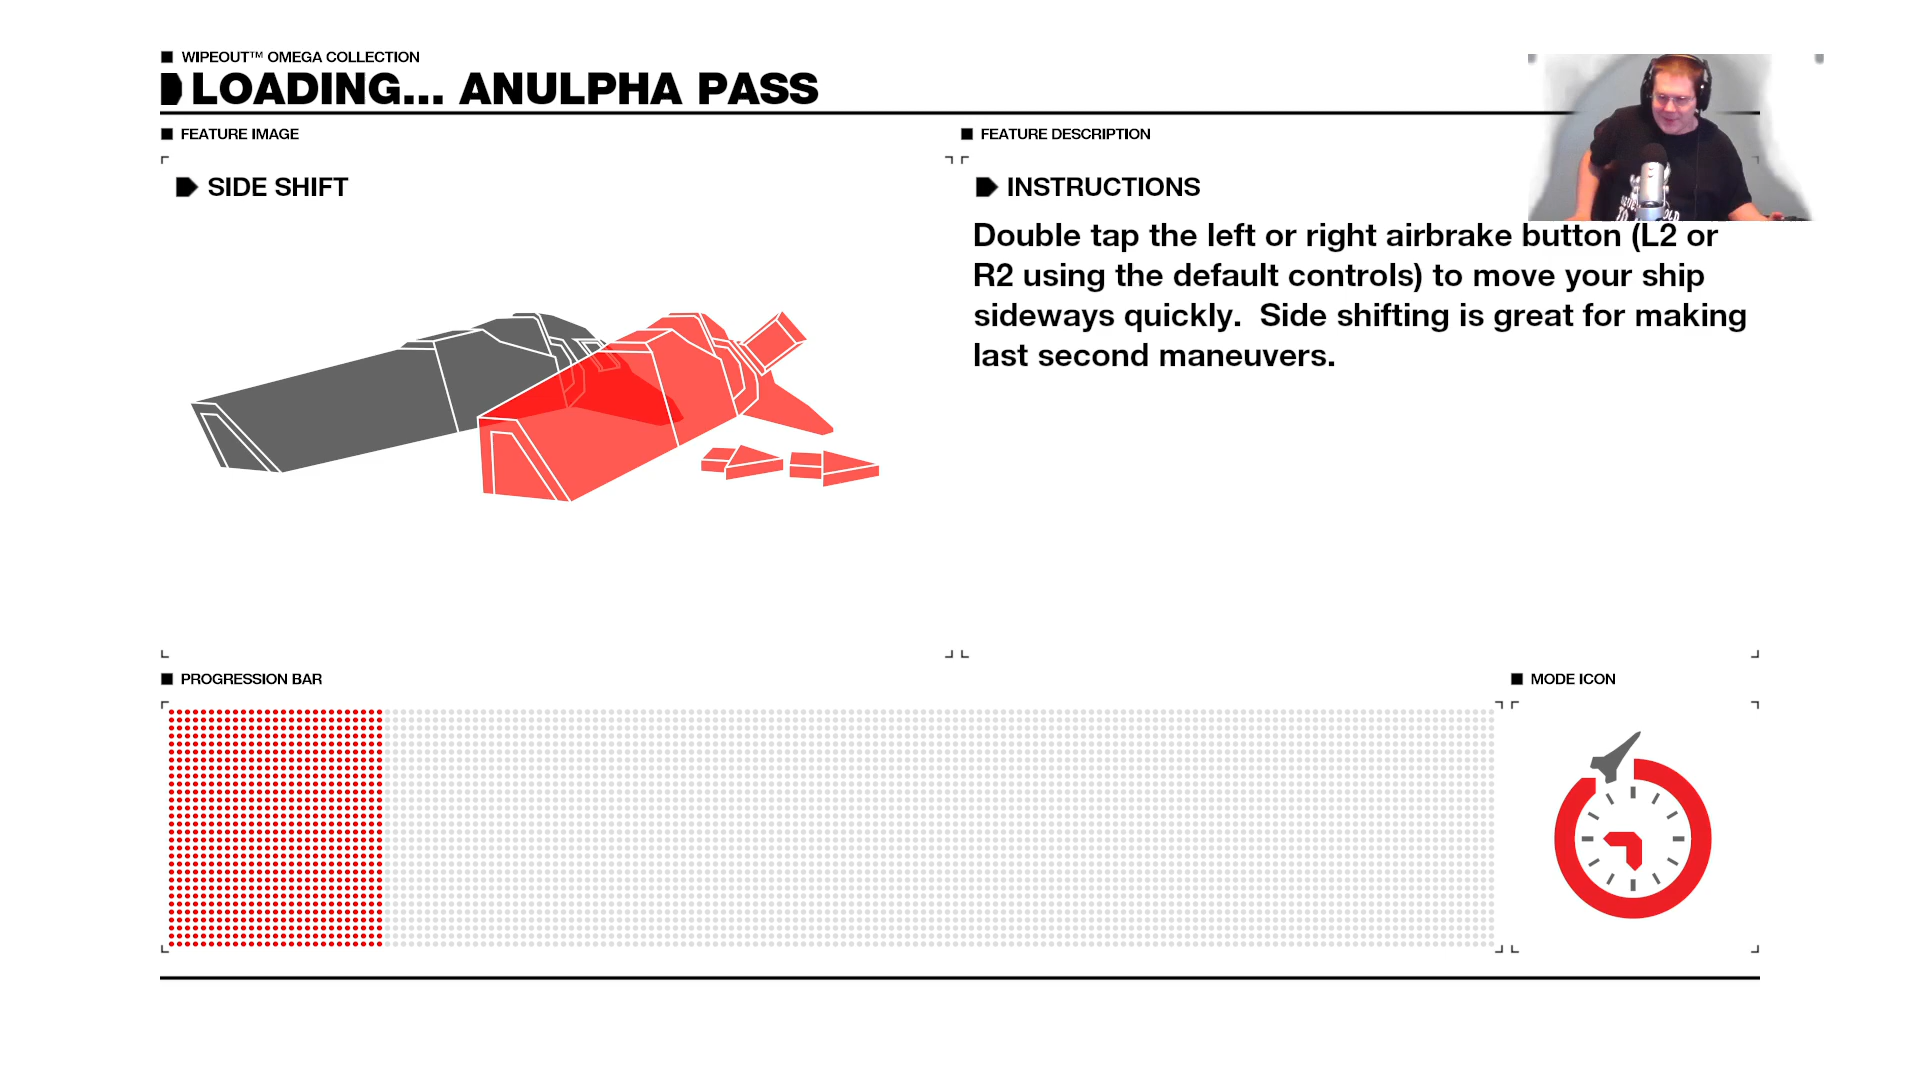 WIPEOUT™ OMEGA COLLECTION
LOADING... ANULPHA PASS
FEATURE IMAGE
FEATURE DESCRIPTION
SIDE SHIFT
INSTRUCTIONS
Double tap the left or right airbrake button (L2 or
R2 using the default controls) to move your ship
sideways quickly.  Side shifting is great for making
last second maneuvers.
PROGRESSION BAR
MODE ICON